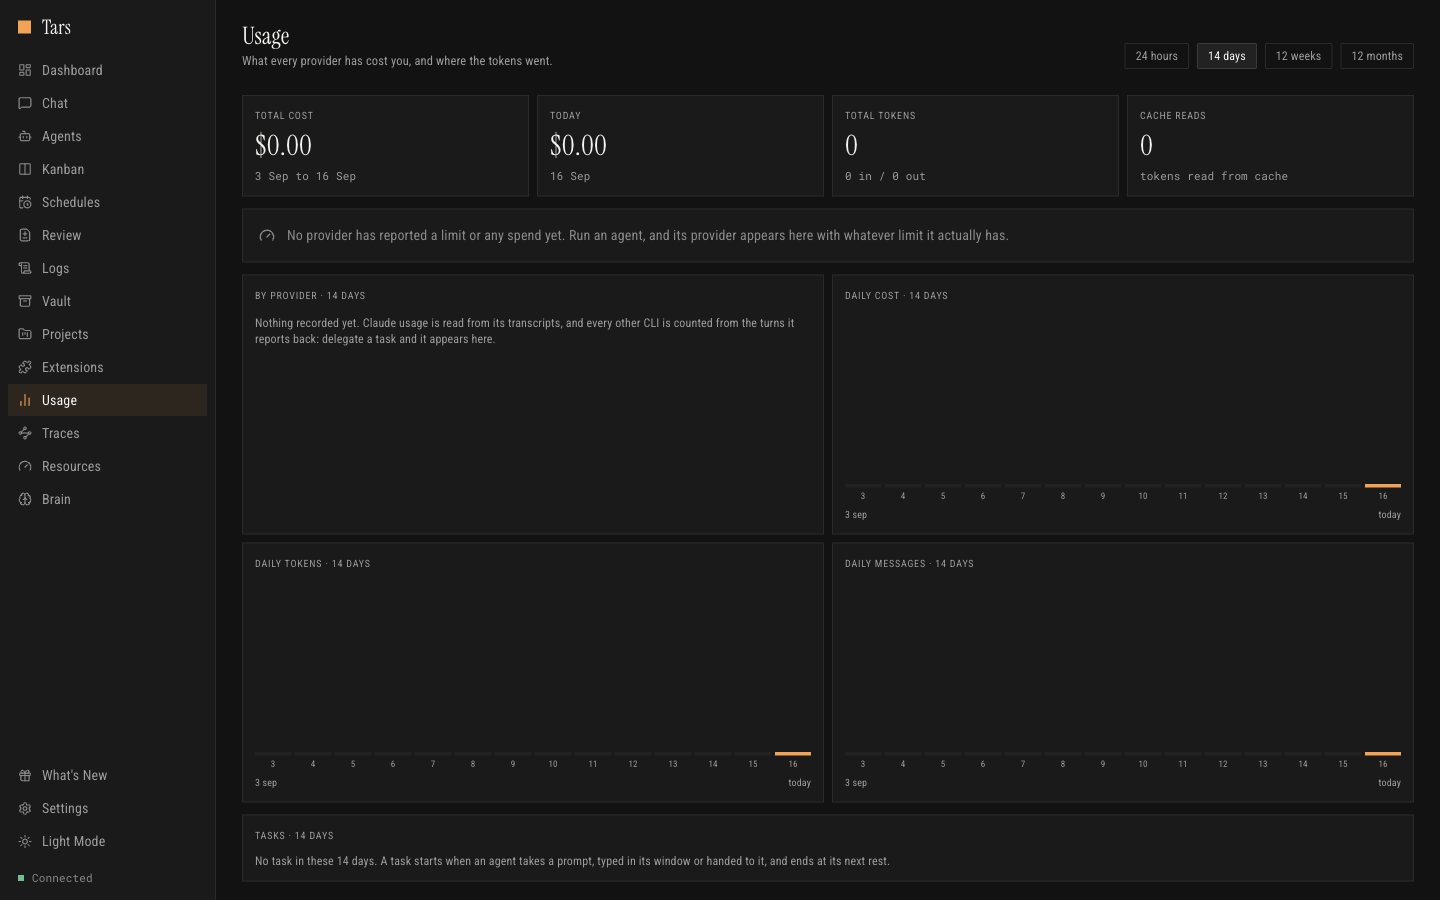 Tars
Dashboard
Chat
Agents
Kanban
Schedules
Review
Logs
Vault
Projects
Extensions
Usage
Traces
Resources
Brain
What's New
Settings
Light Mode
Connected
Usage
What every provider has cost you, and where the tokens went.
24 hours
14 days
12 weeks
12 months
TOTAL COST
$0.00
3 Sep to 16 Sep
TODAY
$0.00
16 Sep
TOTAL TOKENS
0
0 in / 0 out
CACHE READS
0
tokens read from cache
No provider has reported a limit or any spend yet. Run an agent, and its provider appears here with whatever limit it actually has.
BY PROVIDER · 14 DAYS
Nothing recorded yet. Claude usage is read from its transcripts, and every other CLI is counted from the turns it
reports back: delegate a task and it appears here.
DAILY COST · 14 DAYS
3 4 5 6 7 8 9 10 11 12 13 14 15 16
3 sep today
DAILY TOKENS · 14 DAYS
3 4 5 6 7 8 9 10 11 12 13 14 15 16
3 sep today
DAILY MESSAGES · 14 DAYS
3 4 5 6 7 8 9 10 11 12 13 14 15 16
3 sep today
TASKS · 14 DAYS
No task in these 14 days. A task starts when an agent takes a prompt, typed in its window or handed to it, and ends at its next rest.